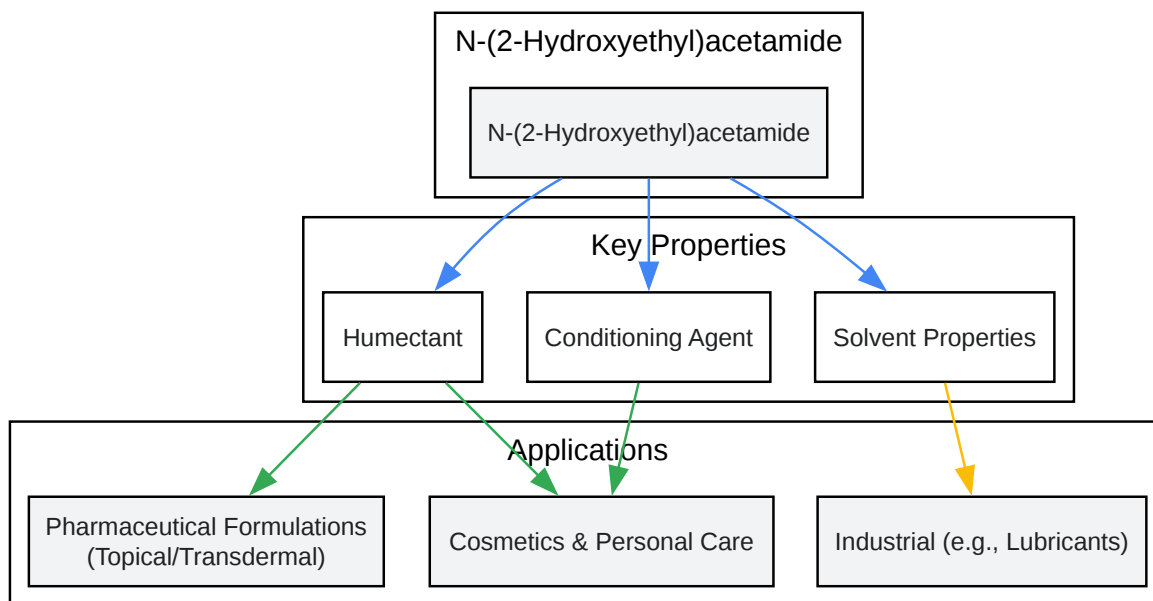 N-(2-Hydroxyethyl)acetamide
N-(2-Hydroxyethyl)acetamide
Key Properties
Humectant
Conditioning Agent
Solvent Properties
Applications
Pharmaceutical Formulations
(Topical/Transdermal)
Cosmetics & Personal Care
Industrial (e.g., Lubricants)